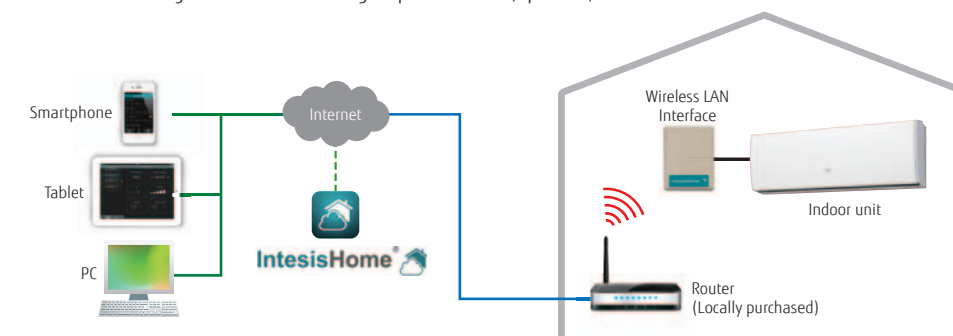 Smartphone
Tablet
PC
Internet
IntesisHome®
Wireless LAN
Interface
Indoor unit
Router
(Locally purchased)